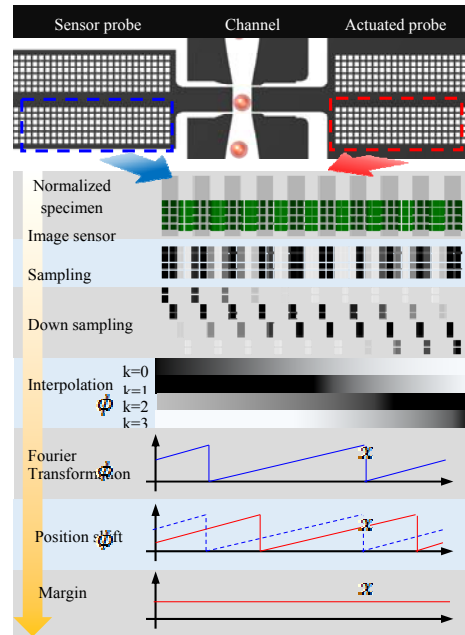 Sensor probe Channel Actuated probe
Normalized
specimen
Image sensor
Sampling
Down sampling
Interpolation k=0
k=1
Φ k=2
k=3
Fourier x
Transformation Φ
Position shift x
Φ
Margin x